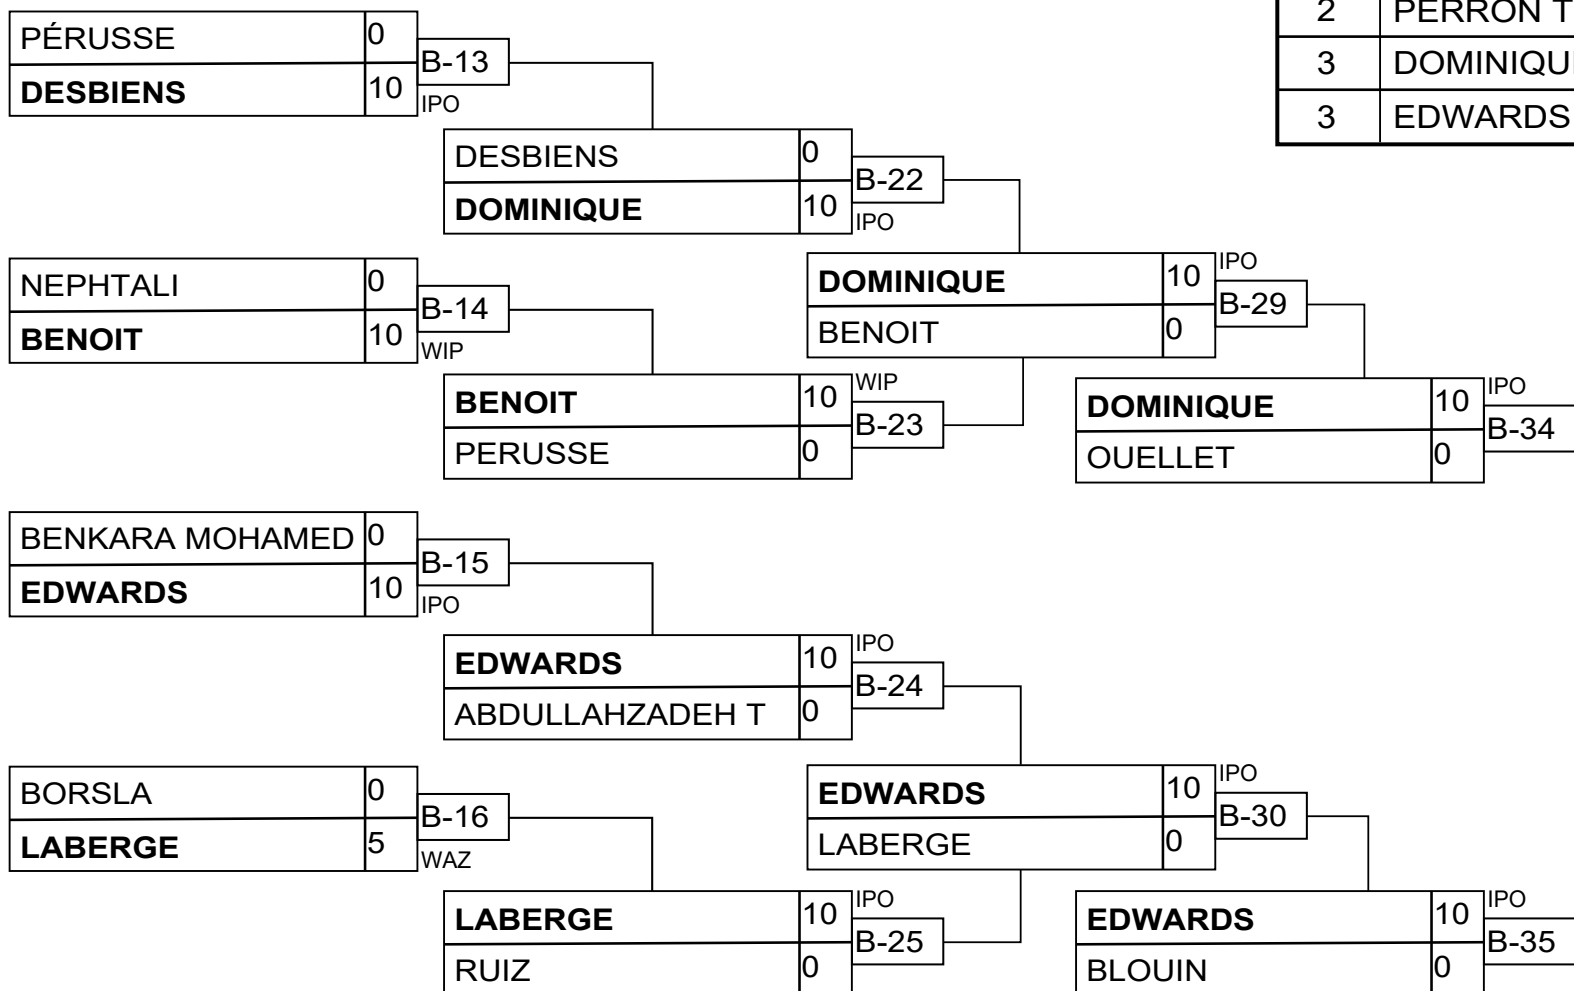 2 PERRON T
3 DOMINIQUE
3 EDWARDS
PÉRUSSE 0
B-13
DESBIENS 10
IPO
DESBIENS 0
B-22
DOMINIQUE 10
IPO
NEPHTALI 0
B-14
BENOIT 10
WIP
DOMINIQUE 10 IPO
B-29
BENOIT 0
BENOIT 10 WIP
B-23
PERUSSE 0
DOMINIQUE 10 IPO
B-34
OUELLET 0
BENKARA MOHAMED 0
B-15
EDWARDS 10
IPO
EDWARDS 10 IPO
B-24
ABDULLAHZADEH T 0
BORSLA 0
B-16
LABERGE 5
WAZ
EDWARDS 10 IPO
B-30
LABERGE 0
LABERGE 10 IPO
B-25
RUIZ 0
EDWARDS 10 IPO
B-35
BLOUIN 0